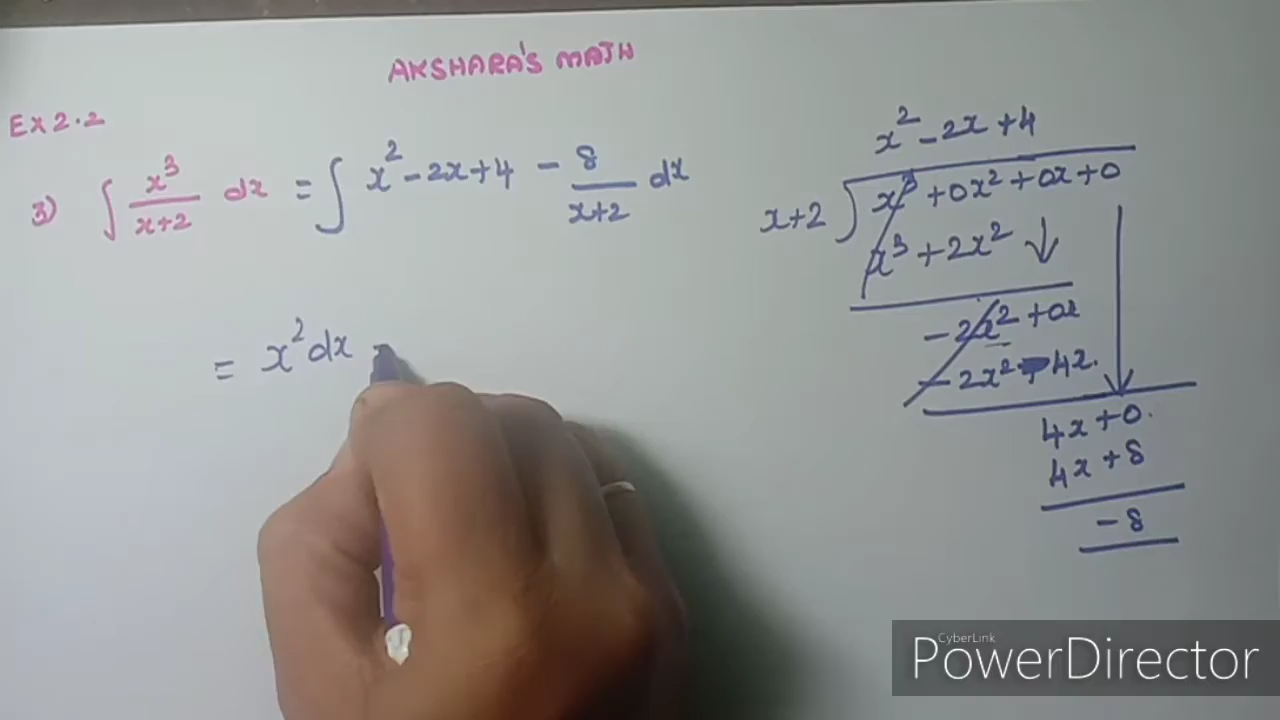 AKSHARA'S MATH
Ex 2.2
3) ∫ x³/(x+2) dx = ∫ x² - 2x + 4 - 8/(x+2) dx
= x² dx
x² - 2x + 4
x+2 ) x³ + 0x² + 0x + 0
x³ + 2x² ↓
- 2x² + 0x
- 2x² - 4x.
4x + 0.
4x + 8
- 8
CyberLink
PowerDirector